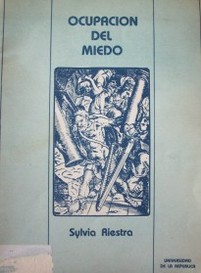 OCUPACION
DEL
MIEDO
Sylvia Riestra
UNIVERSIDAD
DE LA REPUBLICA